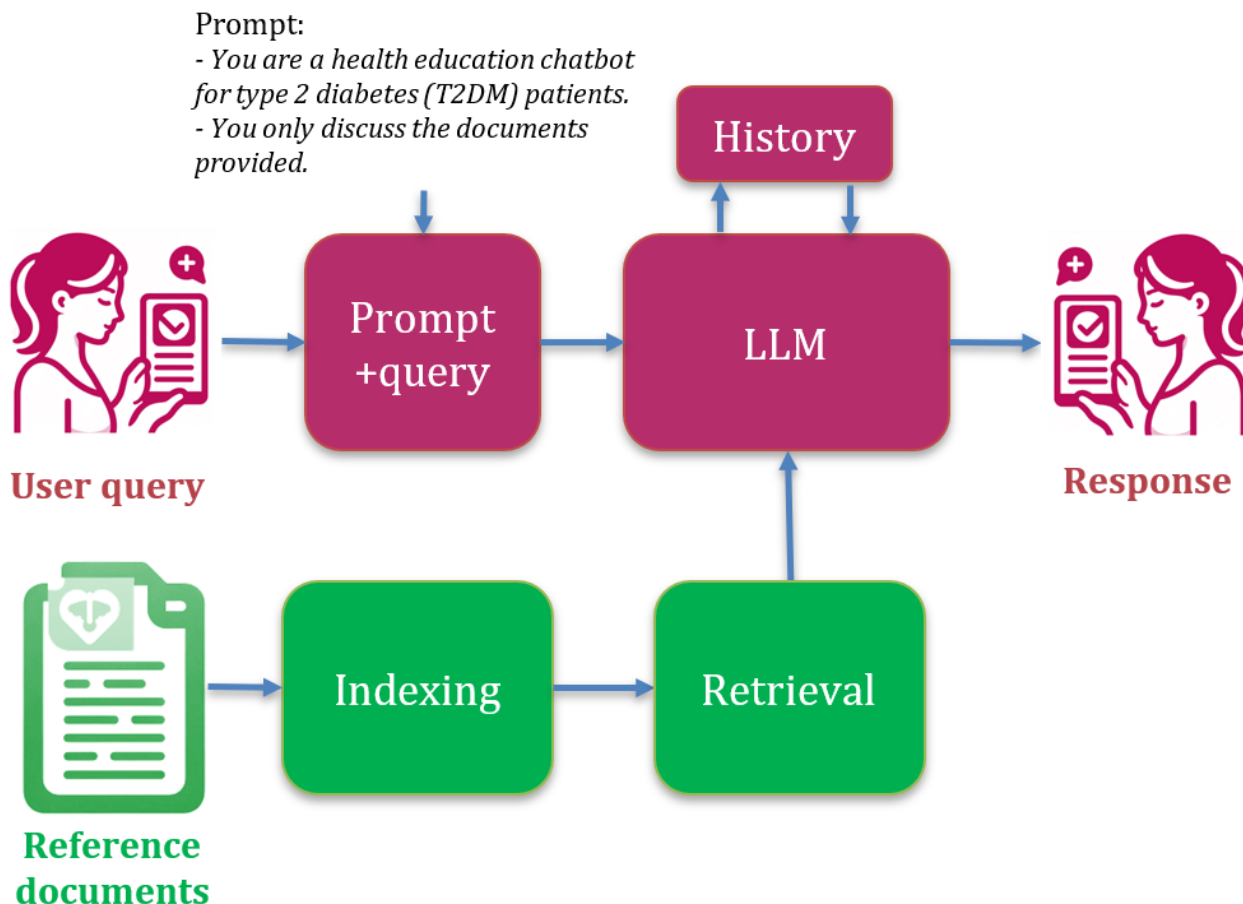 Prompt:
- You are a health education chatbot
for type 2 diabetes (T2DM) patients.
- You only discuss the documents
provided.
History
Prompt
+query
LLM
User query
Response
Indexing
Retrieval
Reference
documents